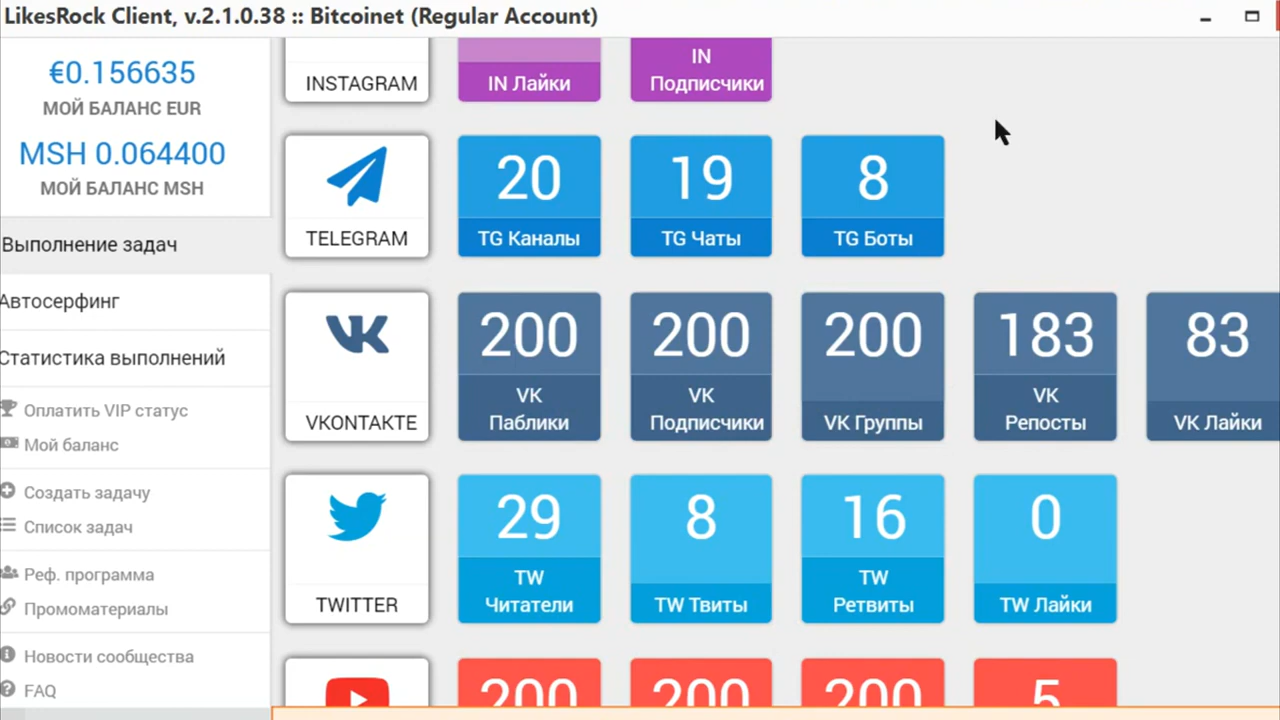 LikesRock Client, v.2.1.0.38 :: Bitcoinet (Regular Account)
€0.156635
МОЙ БАЛАНС EUR
MSH 0.064400
МОЙ БАЛАНС MSH
Выполнение задач
Автосерфинг
Статистика выполнений
Оплатить VIP статус
Мой баланс
Создать задачу
Список задач
Реф. программа
Промоматериалы
Новости сообщества
FAQ
INSTAGRAM
IN Лайки
IN
Подписчики
TELEGRAM
20
TG Каналы
19
TG Чаты
8
TG Боты
VKONTAKTE
200
VK
Паблики
200
VK
Подписчики
200
VK Группы
183
VK
Репосты
83
VK Лайки
TWITTER
29
TW
Читатели
8
TW Твиты
16
TW
Ретвиты
0
TW Лайки
200
200
200
5